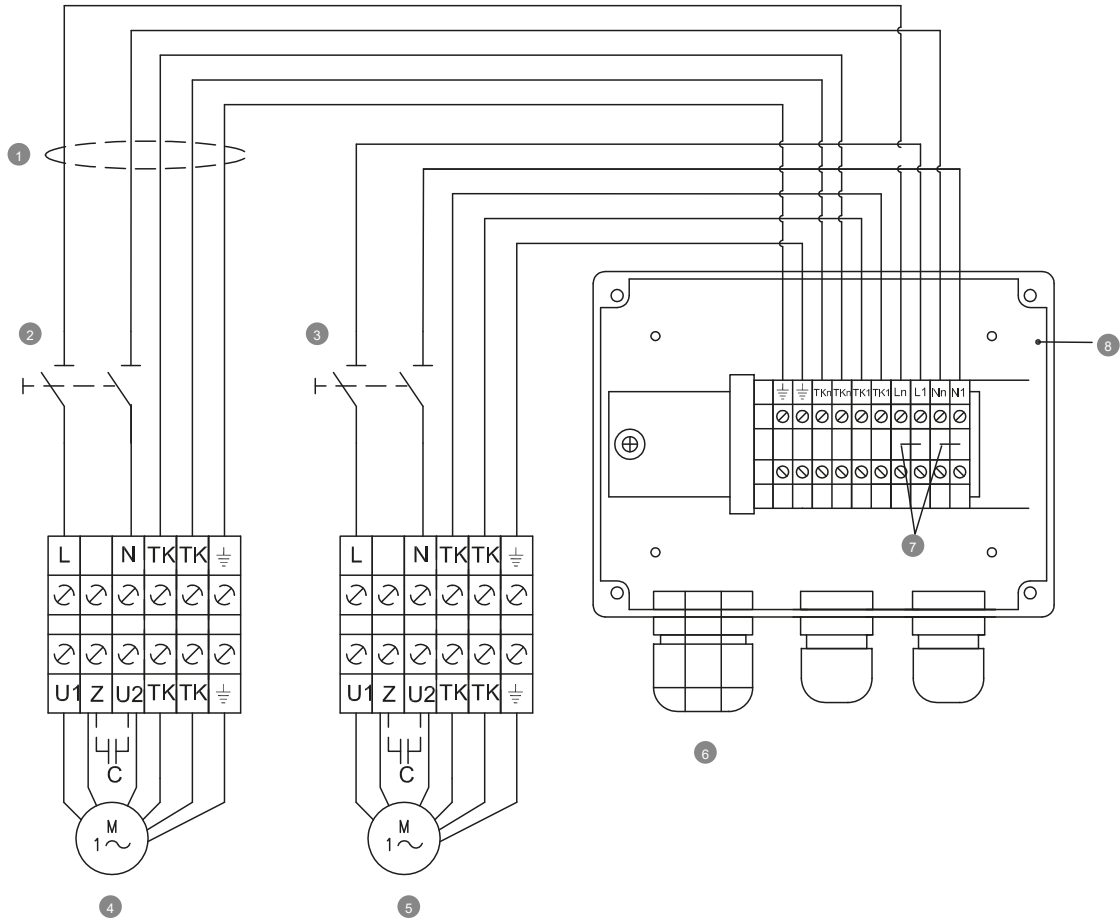 1
2
3
8
⏚ ⏚ TKn TKn TK1 TK1 Ln L1 Nn N1
7
L N TK TK ⏚
L N TK TK ⏚
U1 Z U2 TK TK ⏚
U1 Z U2 TK TK ⏚
C
C
6
M
1 ~
M
1 ~
4
5